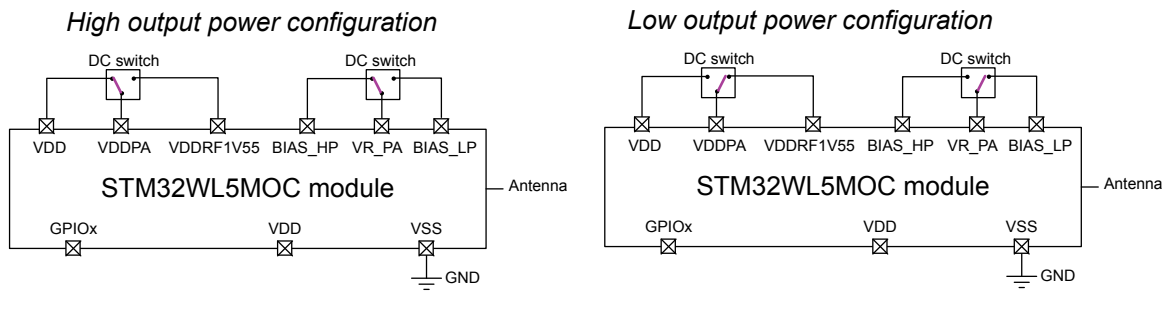 High output power configuration
DC switch
DC switch
VDD
VDDPA
VDDRF1V55
BIAS_HP
VR_PA
BIAS_LP
STM32WL5MOC module
Antenna
GPIOx
VDD
VSS
GND
Low output power configuration
DC switch
DC switch
VDD
VDDPA
VDDRF1V55
BIAS_HP
VR_PA
BIAS_LP
STM32WL5MOC module
Antenna
GPIOx
VDD
VSS
GND